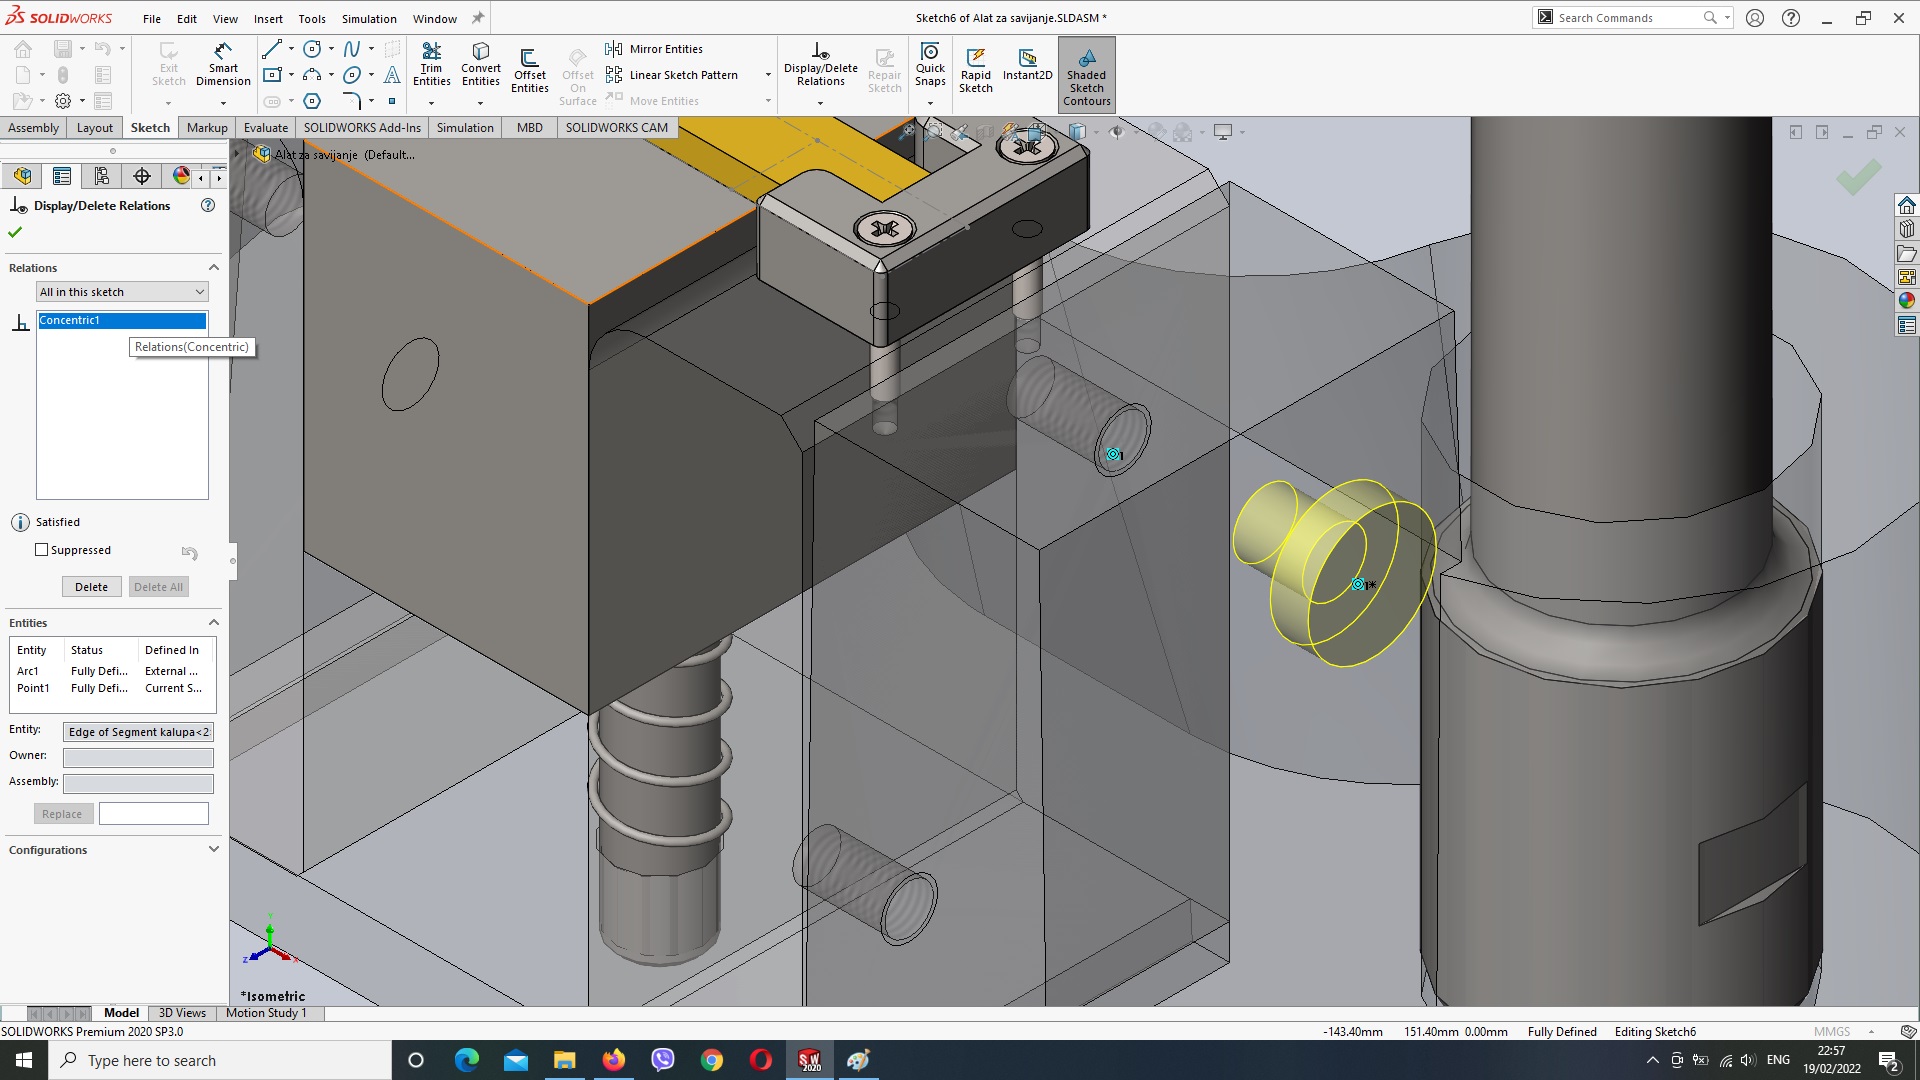 SOLIDWORKS
File Edit View Insert Tools Simulation Window
Sketch6 of Alat za savijanje.SLDASM *
Search Commands
Exit Sketch
Smart Dimension
Trim Entities
Convert Entities
Offset Entities
Offset On Surface
Mirror Entities
Linear Sketch Pattern
Move Entities
Display/Delete Relations
Repair Sketch
Quick Snaps
Rapid Sketch
Instant2D
Shaded Sketch Contours
Assembly Layout Sketch Markup Evaluate SOLIDWORKS Add-Ins Simulation MBD SOLIDWORKS CAM
Alat za savijanje (Default...
Display/Delete Relations
Relations
All in this sketch
Concentric1
Relations(Concentric)
Satisfied
Suppressed
Delete Delete All
Entities
Entity Status Defined In
Arc1 Fully Defi... External ...
Point1 Fully Defi... Current S...
Entity: Edge of Segment kalupa<2
Owner:
Assembly:
Replace
Configurations
1
1*
Y
Z
X
*Isometric
Model 3D Views Motion Study 1
SOLIDWORKS Premium 2020 SP3.0
-143.40mm 151.40mm 0.00mm Fully Defined Editing Sketch6 MMGS
Type here to search
SW 2020
ENG
22:57
19/02/2022
2